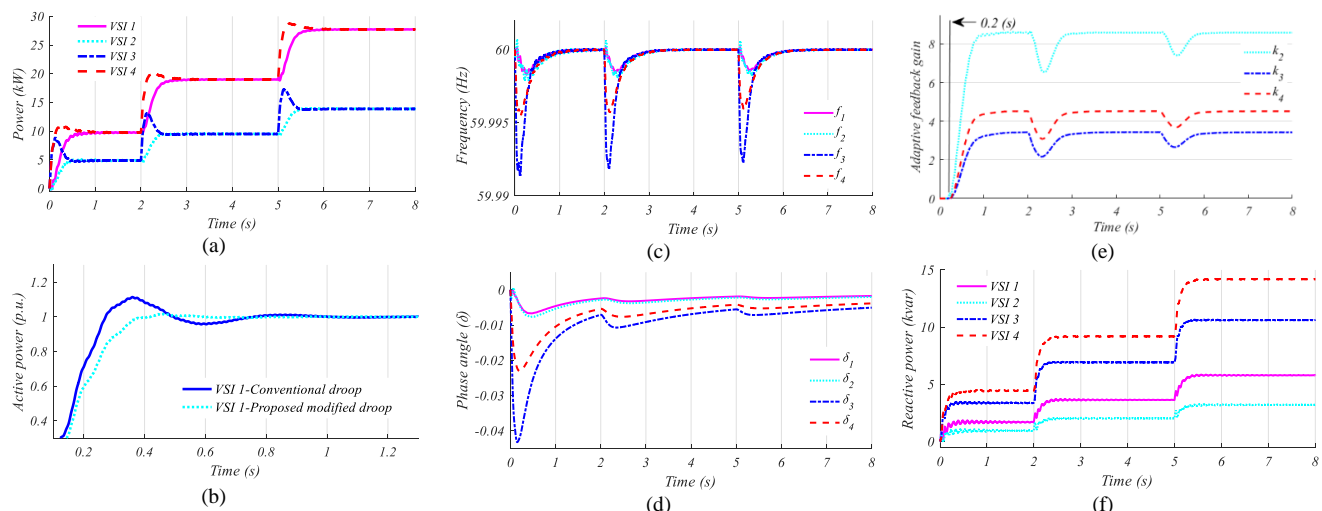 Power (kW)
30
25
20
15
10
5
0
VSI 1
VSI 2
VSI 3
VSI 4
0 1 2 3 4 5 6 7 8
Time (s)
(a)
Active power (p.u.)
1.2
1
0.8
0.6
0.4
VSI 1-Conventional droop
VSI 1-Proposed modified droop
0.2 0.4 0.6 0.8 1 1.2
Time (s)
(b)
Frequency (Hz)
60
59.995
59.99
f1
f2
f3
f4
0 1 2 3 4 5 6 7 8
Time (s)
(c)
Phase angle (δ)
0
-0.01
-0.02
-0.03
-0.04
δ1
δ2
δ3
δ4
0 1 2 3 4 5 6 7 8
Time (s)
(d)
Adaptive feedback gain
0.2 (s)
8
6
4
2
0
k2
k3
k4
0 1 2 3 4 5 6 7 8
Time (s)
(e)
Reactive power (kvar)
15
10
5
0
VSI 1
VSI 2
VSI 3
VSI 4
0 1 2 3 4 5 6 7 8
Time (s)
(f)